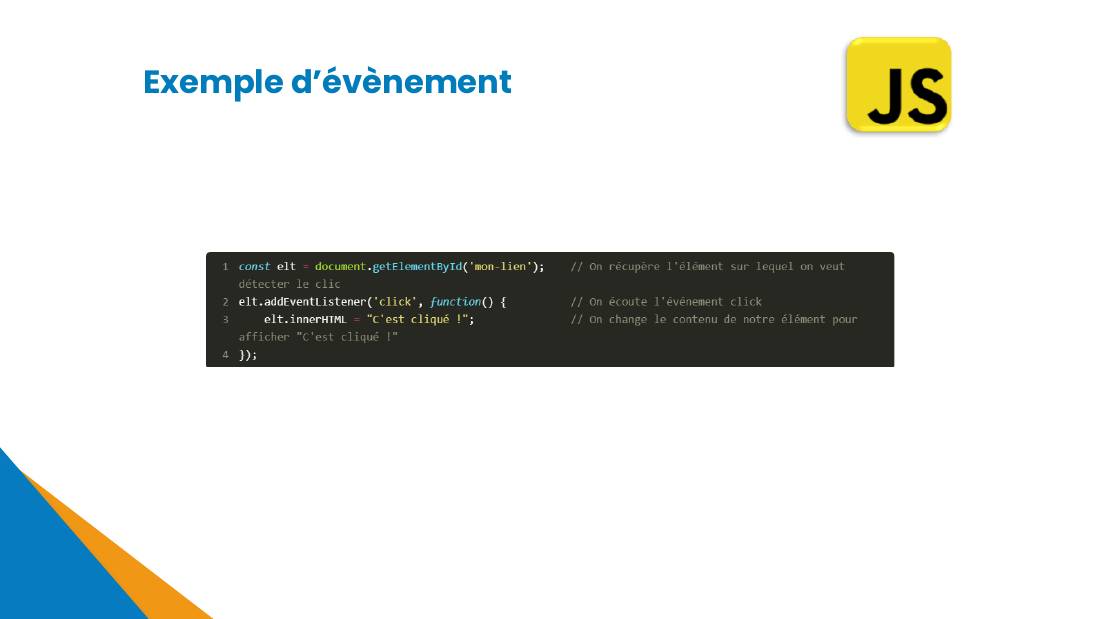 Exemple d’évènement
JS
1 const elt = document.getElementById('mon-lien');    // On récupère l'élément sur lequel on veut
détecter le clic
2 elt.addEventListener('click', function() {          // On écoute l'événement click
3     elt.innerHTML = "C'est cliqué !";               // On change le contenu de notre élément pour
afficher "C'est cliqué !"
4 });